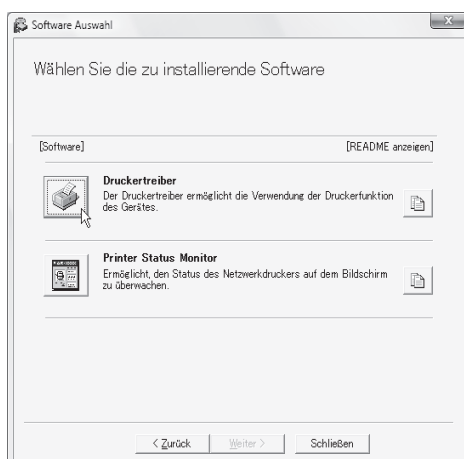 Software Auswahl
Wählen Sie die zu installierende Software
[Software] [README anzeigen]
Druckertreiber
Der Druckertreiber ermöglicht die Verwendung der Druckerfunktion
des Gerätes.
Printer Status Monitor
Ermöglicht, den Status des Netzwerkdruckers auf dem Bildschirm
zu überwachen.
< Zurück Weiter > Schließen